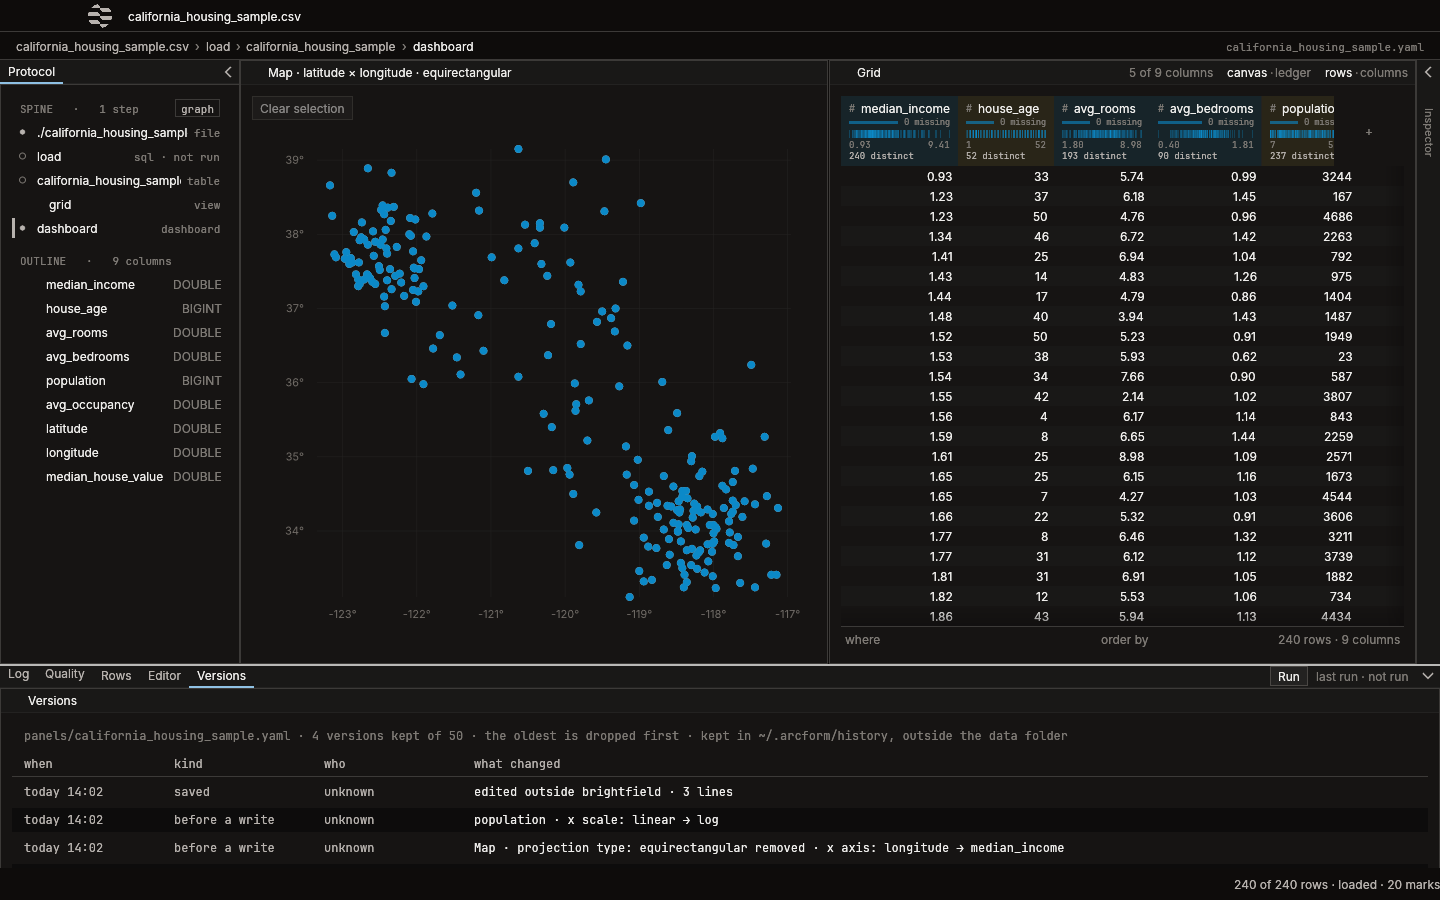 california_housing_sample.csv
california_housing_sample.csv › load › california_housing_sample › dashboard
california_housing_sample.yaml
Protocol
SPINE · 1 step graph
./california_housing_sampl file
load sql · not run
california_housing_sampl table
grid view
dashboard dashboard
OUTLINE · 9 columns
median_income DOUBLE
house_age BIGINT
avg_rooms DOUBLE
avg_bedrooms DOUBLE
population BIGINT
avg_occupancy DOUBLE
latitude DOUBLE
longitude DOUBLE
median_house_value DOUBLE
Map · latitude × longitude · equirectangular
Clear selection
39°
38°
37°
36°
35°
34°
-123° -122° -121° -120° -119° -118° -117°
Grid 5 of 9 columns canvas · ledger rows · columns
# median_income # house_age # avg_rooms # avg_bedrooms # populatio
0 missing 0 missing 0 missing 0 missing 0 miss
0.93 9.41 1 52 1.80 8.98 0.40 1.81 7 5
240 distinct 52 distinct 193 distinct 90 distinct 237 distinct
+
0.93 33 5.74 0.99 3244
1.23 37 6.18 1.45 167
1.23 50 4.76 0.96 4686
1.34 46 6.72 1.42 2263
1.41 25 6.94 1.04 792
1.43 14 4.83 1.26 975
1.44 17 4.79 0.86 1404
1.48 40 3.94 1.43 1487
1.52 50 5.23 0.91 1949
1.53 38 5.93 0.62 23
1.54 34 7.66 0.90 587
1.55 42 2.14 1.02 3807
1.56 4 6.17 1.14 843
1.59 8 6.65 1.44 2259
1.61 25 8.98 1.09 2571
1.65 25 6.15 1.16 1673
1.65 7 4.27 1.03 4544
1.66 22 5.32 0.91 3606
1.77 8 6.46 1.32 3211
1.77 31 6.12 1.12 3739
1.81 31 6.91 1.05 1882
1.82 12 5.53 1.06 734
1.86 43 5.94 1.13 4434
where order by 240 rows · 9 columns
Inspector
Log Quality Rows Editor Versions
Run last run · not run
Versions
panels/california_housing_sample.yaml · 4 versions kept of 50 · the oldest is dropped first · kept in ~/.arcform/history, outside the data folder
when kind who what changed
today 14:02 saved unknown edited outside brightfield · 3 lines
today 14:02 before a write unknown population · x scale: linear → log
today 14:02 before a write unknown Map · projection type: equirectangular removed · x axis: longitude → median_income
240 of 240 rows · loaded · 20 marks